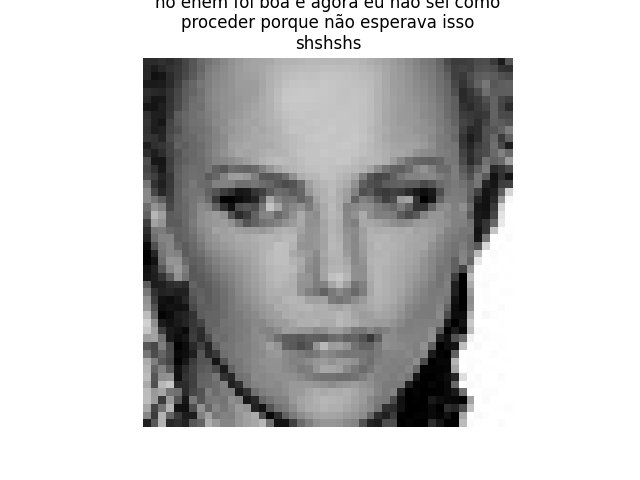 no enem foi boa e agora eu não sei como
proceder porque não esperava isso
shshshs